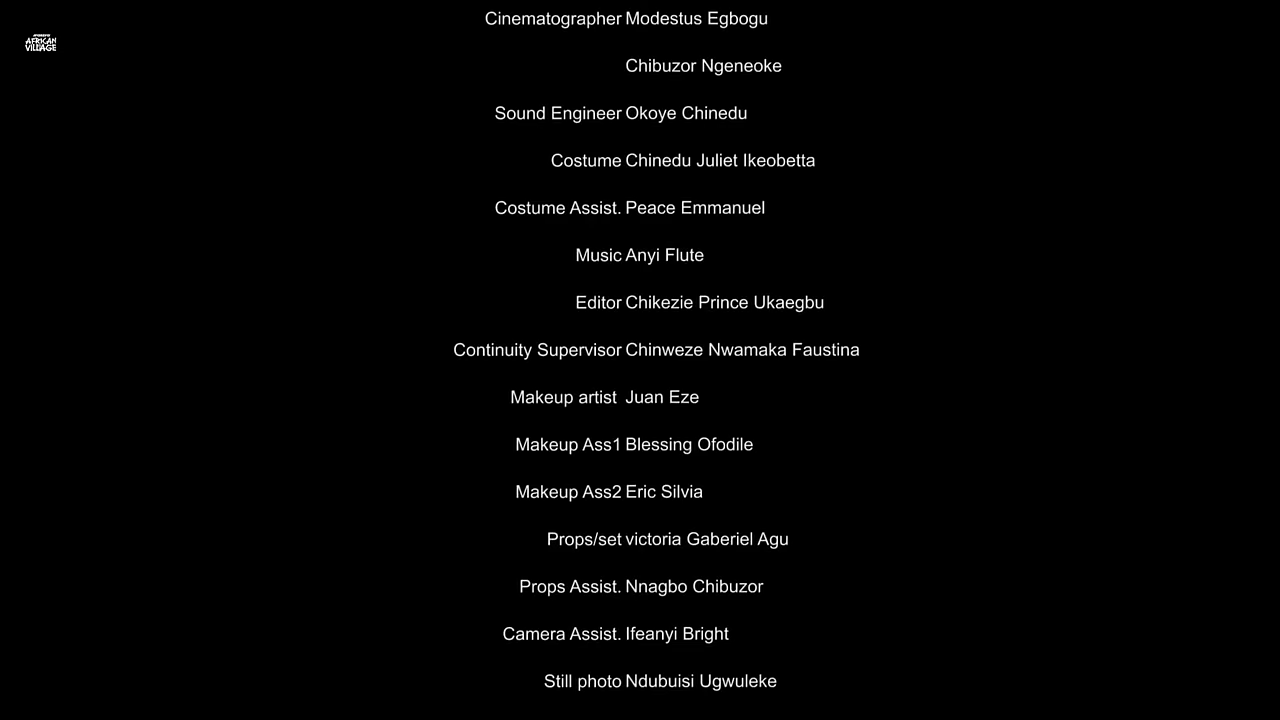 Cinematographer Modestus Egbogu
AFRICAN
VILLAGE
Chibuzor Ngeneoke
Sound Engineer Okoye Chinedu
Costume Chinedu Juliet Ikeobetta
Costume Assist. Peace Emmanuel
Music Anyi Flute
Editor Chikezie Prince Ukaegbu
Continuity Supervisor Chinweze Nwamaka Faustina
Makeup artist Juan Eze
Makeup Ass1 Blessing Ofodile
Makeup Ass2 Eric Silvia
Props/set victoria Gaberiel Agu
Props Assist. Nnagbo Chibuzor
Camera Assist. Ifeanyi Bright
Still photo Ndubuisi Ugwuleke